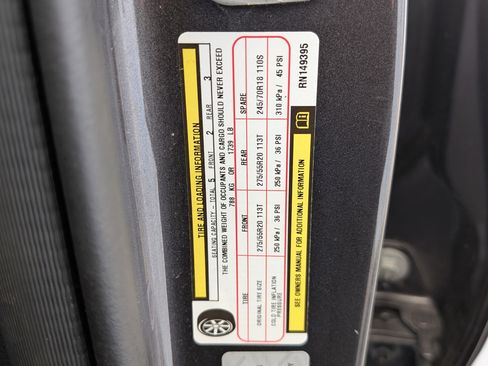 TIRE AND LOADING INFORMATION
SEATING CAPACITY - TOTAL 5 FRONT 2 REAR 3
THE COMBINED WEIGHT OF OCCUPANTS AND CARGO SHOULD NEVER EXCEED
788 KG OR 1739 LB
TIRE FRONT REAR SPARE
ORIGINAL TIRE SIZE 275/55R20 113T 275/55R20 113T 245/70R18 110S
COLD TIRE INFLATION PRESSURE 250 kPa/ 36 PSI 250 kPa/ 36 PSI 310 kPa/ 45 PSI
SEE OWNERS MANUAL FOR ADDITIONAL INFORMATION
RN149395